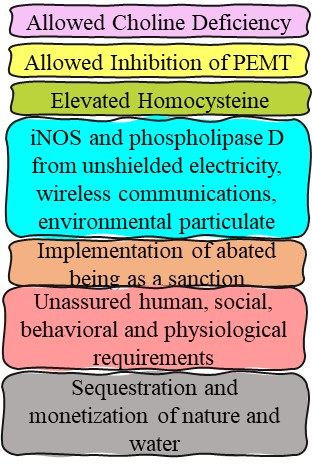 Allowed Choline Deficiency
Allowed Inhibition of PEMT
Elevated Homocysteine
iNOS and phospholipase D
from unshielded electricity,
wireless communications,
environmental particulate
Implementation of abated
being as a sanction
Unassured human, social,
behavioral and physiological
requirements
Sequestration and
monetization of nature and
water